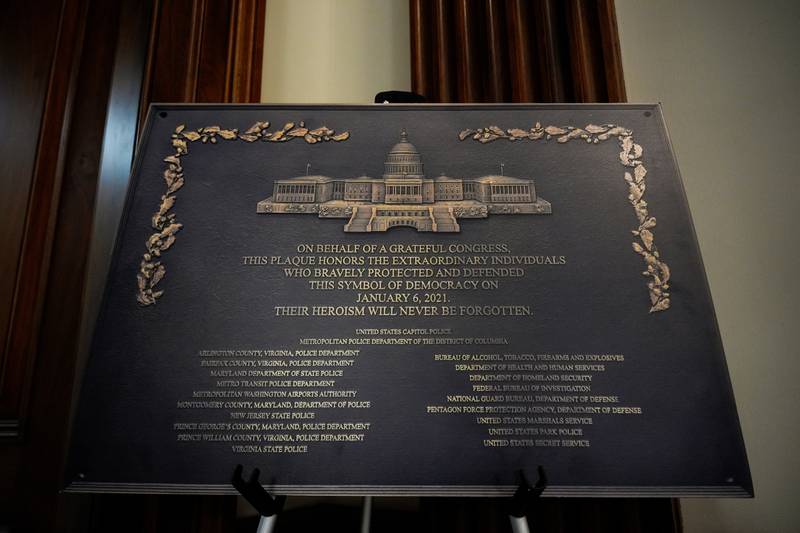 ON BEHALF OF A GRATEFUL CONGRESS,
THIS PLAQUE HONORS THE EXTRAORDINARY INDIVIDUALS
WHO BRAVELY PROTECTED AND DEFENDED
THIS SYMBOL OF DEMOCRACY ON
JANUARY 6, 2021.
THEIR HEROISM WILL NEVER BE FORGOTTEN.
UNITED STATES CAPITOL POLICE
METROPOLITAN POLICE DEPARTMENT OF THE DISTRICT OF COLUMBIA
ARLINGTON COUNTY, VIRGINIA, POLICE DEPARTMENT
FAIRFAX COUNTY, VIRGINIA, POLICE DEPARTMENT
MARYLAND DEPARTMENT OF STATE POLICE
METRO TRANSIT POLICE DEPARTMENT
METROPOLITAN WASHINGTON AIRPORTS AUTHORITY
MONTGOMERY COUNTY, MARYLAND, DEPARTMENT OF POLICE
NEW JERSEY STATE POLICE
PRINCE GEORGE'S COUNTY, MARYLAND, POLICE DEPARTMENT
PRINCE WILLIAM COUNTY, VIRGINIA, POLICE DEPARTMENT
VIRGINIA STATE POLICE
BUREAU OF ALCOHOL, TOBACCO, FIREARMS AND EXPLOSIVES
DEPARTMENT OF HEALTH AND HUMAN SERVICES
DEPARTMENT OF HOMELAND SECURITY
FEDERAL BUREAU OF INVESTIGATION
NATIONAL GUARD BUREAU, DEPARTMENT OF DEFENSE
PENTAGON FORCE PROTECTION AGENCY, DEPARTMENT OF DEFENSE
UNITED STATES MARSHALS SERVICE
UNITED STATES PARK POLICE
UNITED STATES SECRET SERVICE